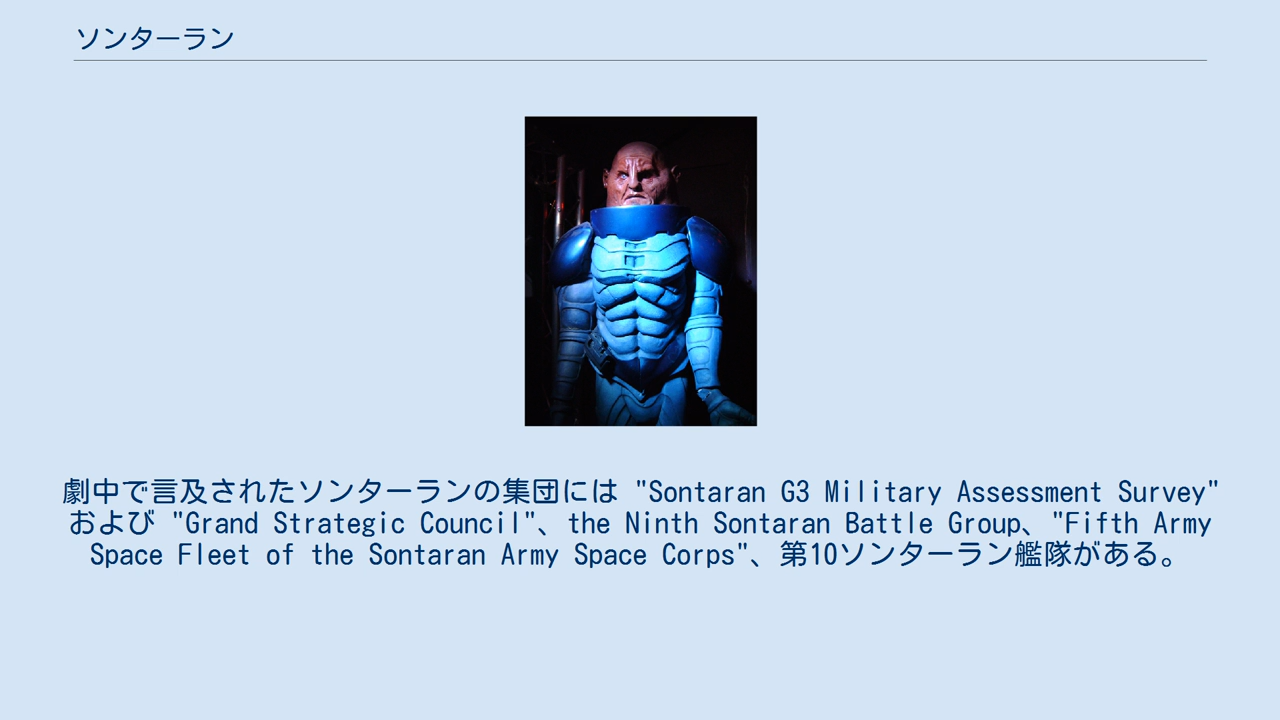 ソンターラン
劇中で言及されたソンターランの集団には "Sontaran G3 Military Assessment Survey"
および "Grand Strategic Council"、the Ninth Sontaran Battle Group、"Fifth Army
Space Fleet of the Sontaran Army Space Corps"、第10ソンターラン艦隊がある。